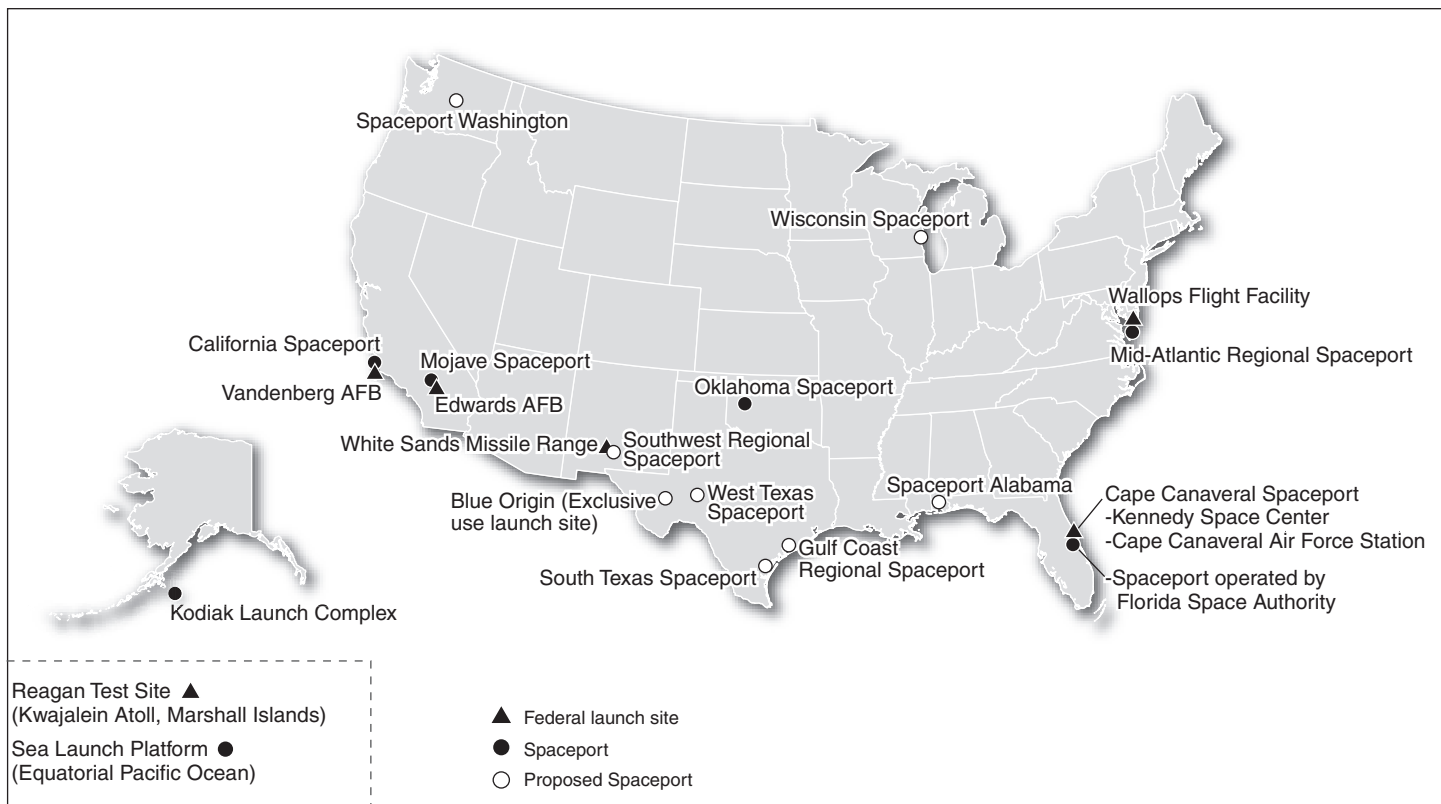 Spaceport Washington
Wisconsin Spaceport
Wallops Flight Facility
Mid-Atlantic Regional Spaceport
California Spaceport
Vandenberg AFB
Mojave Spaceport
Edwards AFB
Oklahoma Spaceport
White Sands Missile Range
Southwest Regional
Spaceport
Blue Origin (Exclusive
use launch site)
West Texas
Spaceport
Spaceport Alabama
Cape Canaveral Spaceport
-Kennedy Space Center
-Cape Canaveral Air Force Station
-Spaceport operated by
Florida Space Authority
Gulf Coast
Regional Spaceport
South Texas Spaceport
Kodiak Launch Complex
Reagan Test Site
(Kwajalein Atoll, Marshall Islands)
Sea Launch Platform
(Equatorial Pacific Ocean)
Federal launch site
Spaceport
Proposed Spaceport